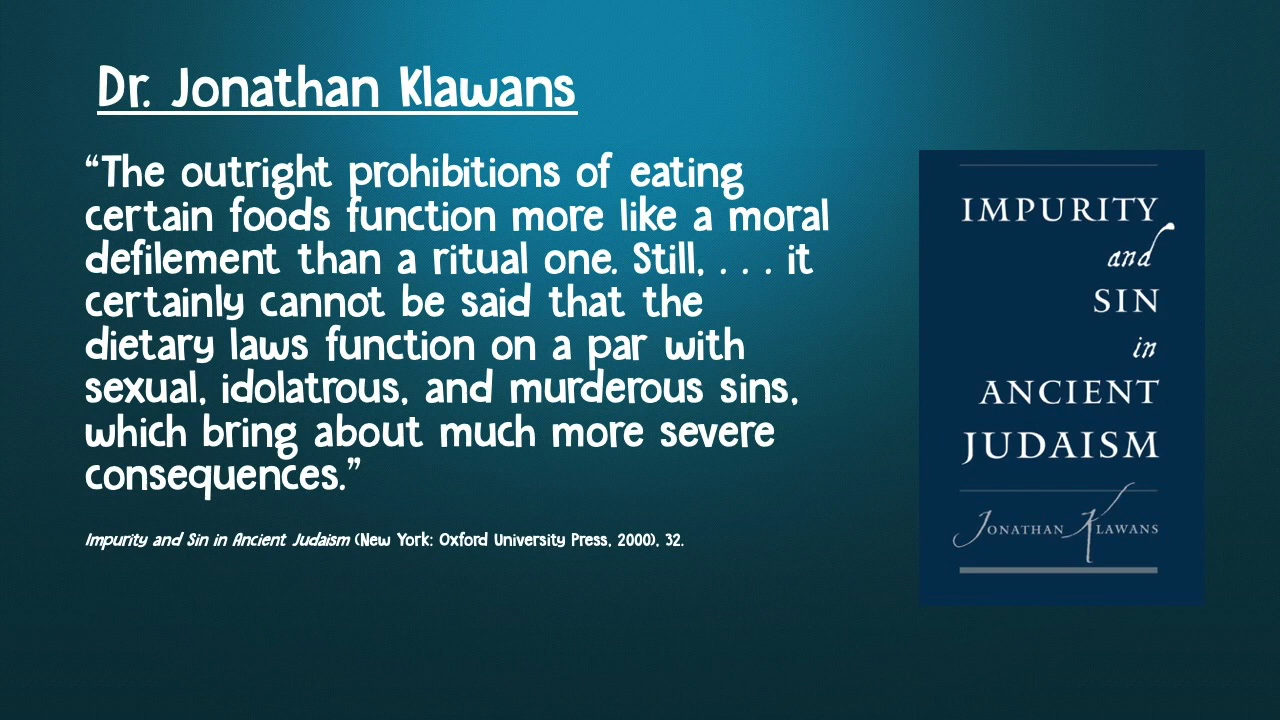 Dr. Jonathan Klawans
“The outright prohibitions of eating
certain foods function more like a moral
defilement than a ritual one. Still, . . . it
certainly cannot be said that the
dietary laws function on a par with
sexual, idolatrous, and murderous sins,
which bring about much more severe
consequences.”
Impurity and Sin in Ancient Judaism (New York: Oxford University Press, 2000), 32.
IMPURITY
and
SIN
in
ANCIENT
JUDAISM
JONATHAN KLAWANS